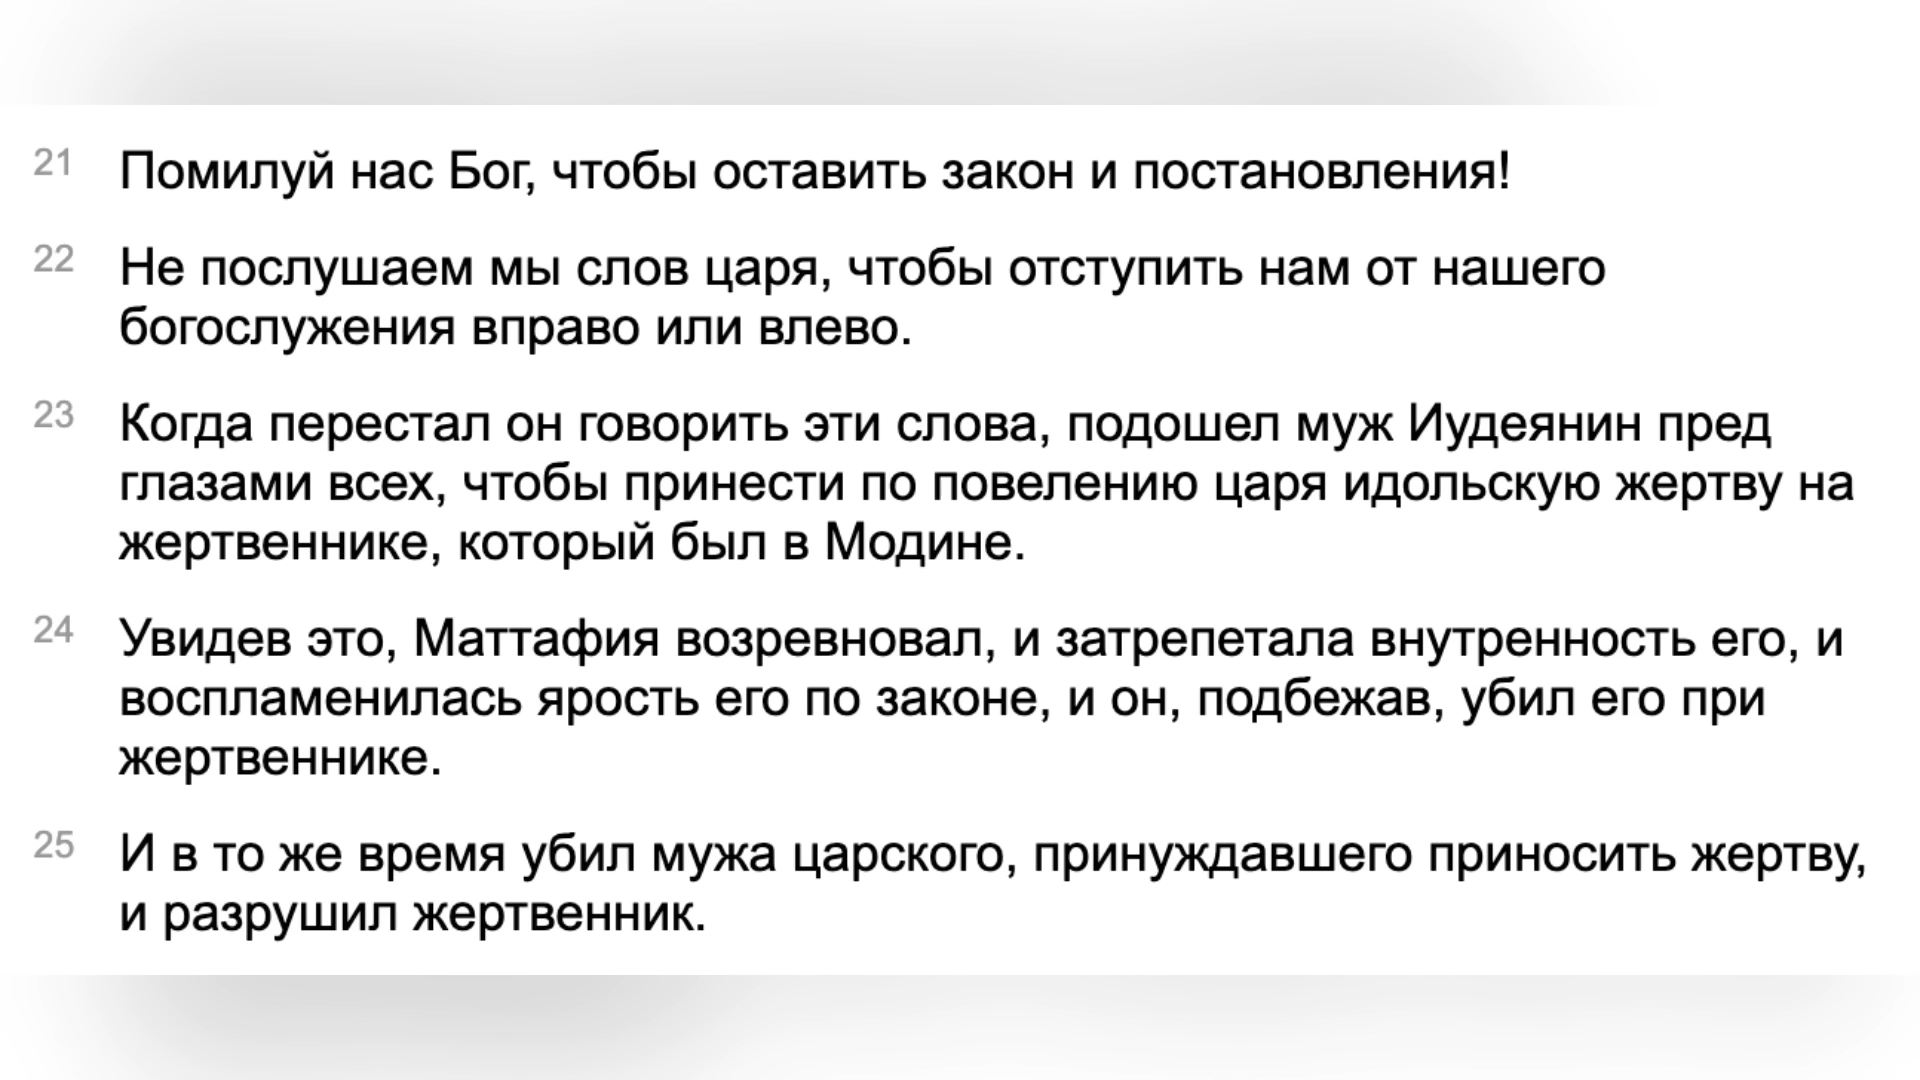 21 Помилуй нас Бог, чтобы оставить закон и постановления!
22 Не послушаем мы слов царя, чтобы отступить нам от нашего
богослужения вправо или влево.
23 Когда перестал он говорить эти слова, подошел муж Иудеянин пред
глазами всех, чтобы принести по повелению царя идольскую жертву на
жертвеннике, который был в Модине.
24 Увидев это, Маттафия возревновал, и затрепетала внутренность его, и
воспламенилась ярость его по законе, и он, подбежав, убил его при
жертвеннике.
25 И в то же время убил мужа царского, принуждавшего приносить жертву,
и разрушил жертвенник.